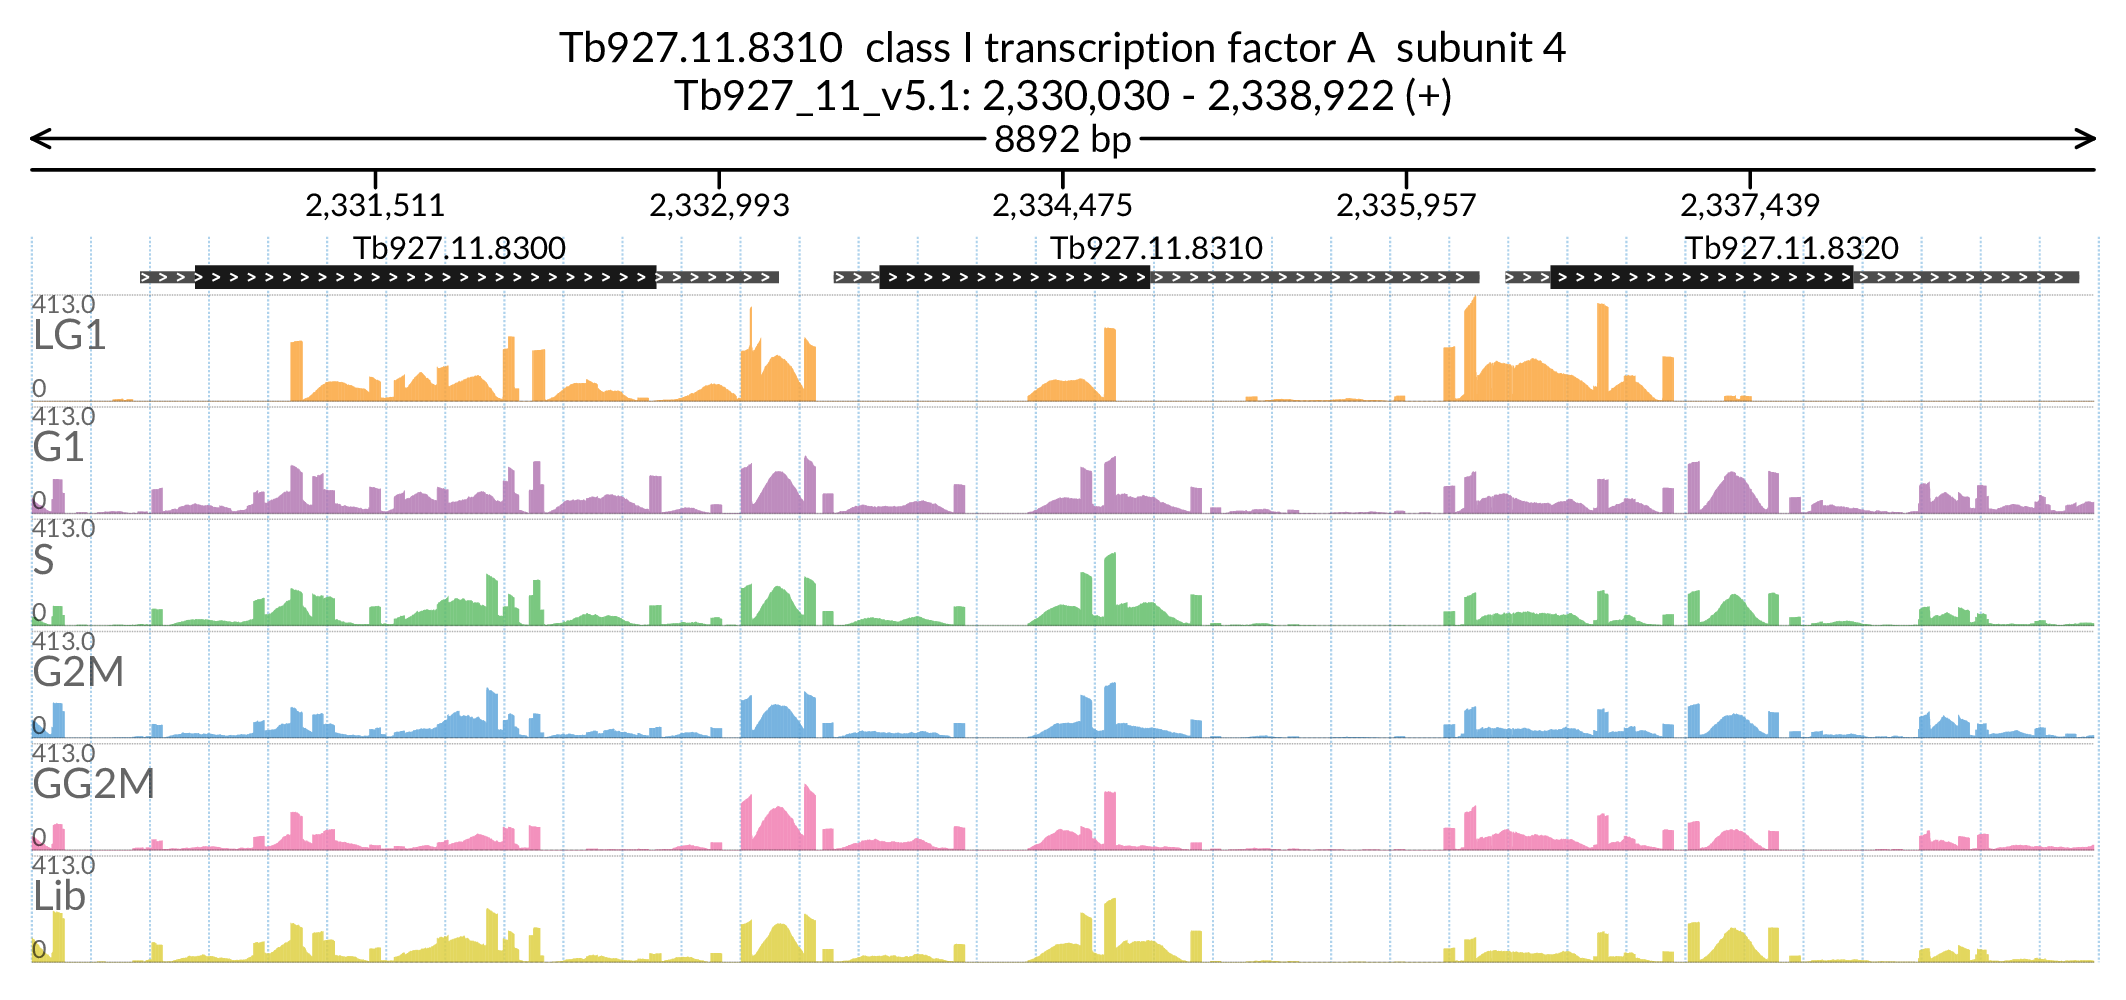 Tb927.11.8310 class I transcription factor A subunit 4
Tb927_11_v5.1: 2,330,030 - 2,338,922 (+)
8892 bp
2,331,511 2,332,993 2,334,475 2,335,957 2,337,439
Tb927.11.8300 Tb927.11.8310 Tb927.11.8320
413.0
LG1
0
413.0
G1
0
413.0
S
0
413.0
G2M
0
413.0
GG2M
0
413.0
Lib
0